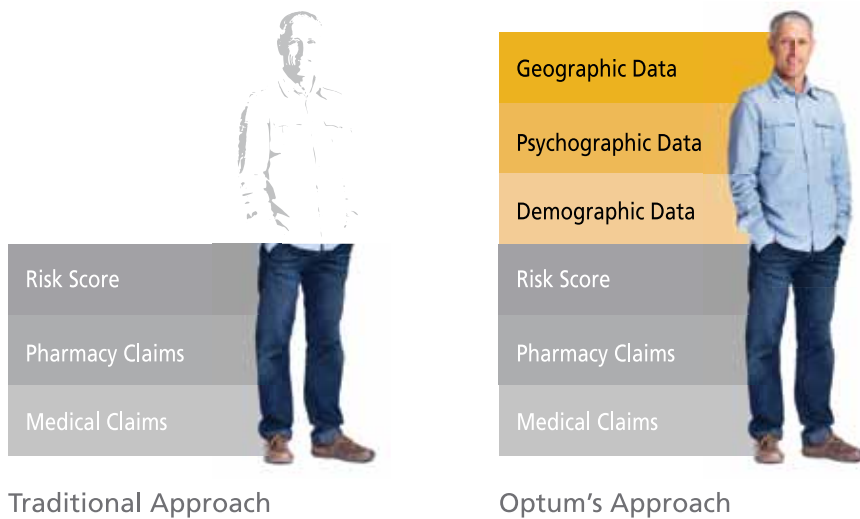 Risk Score
Pharmacy Claims
Medical Claims
Traditional Approach
Geographic Data
Psychographic Data
Demographic Data
Risk Score
Pharmacy Claims
Medical Claims
Optum's Approach